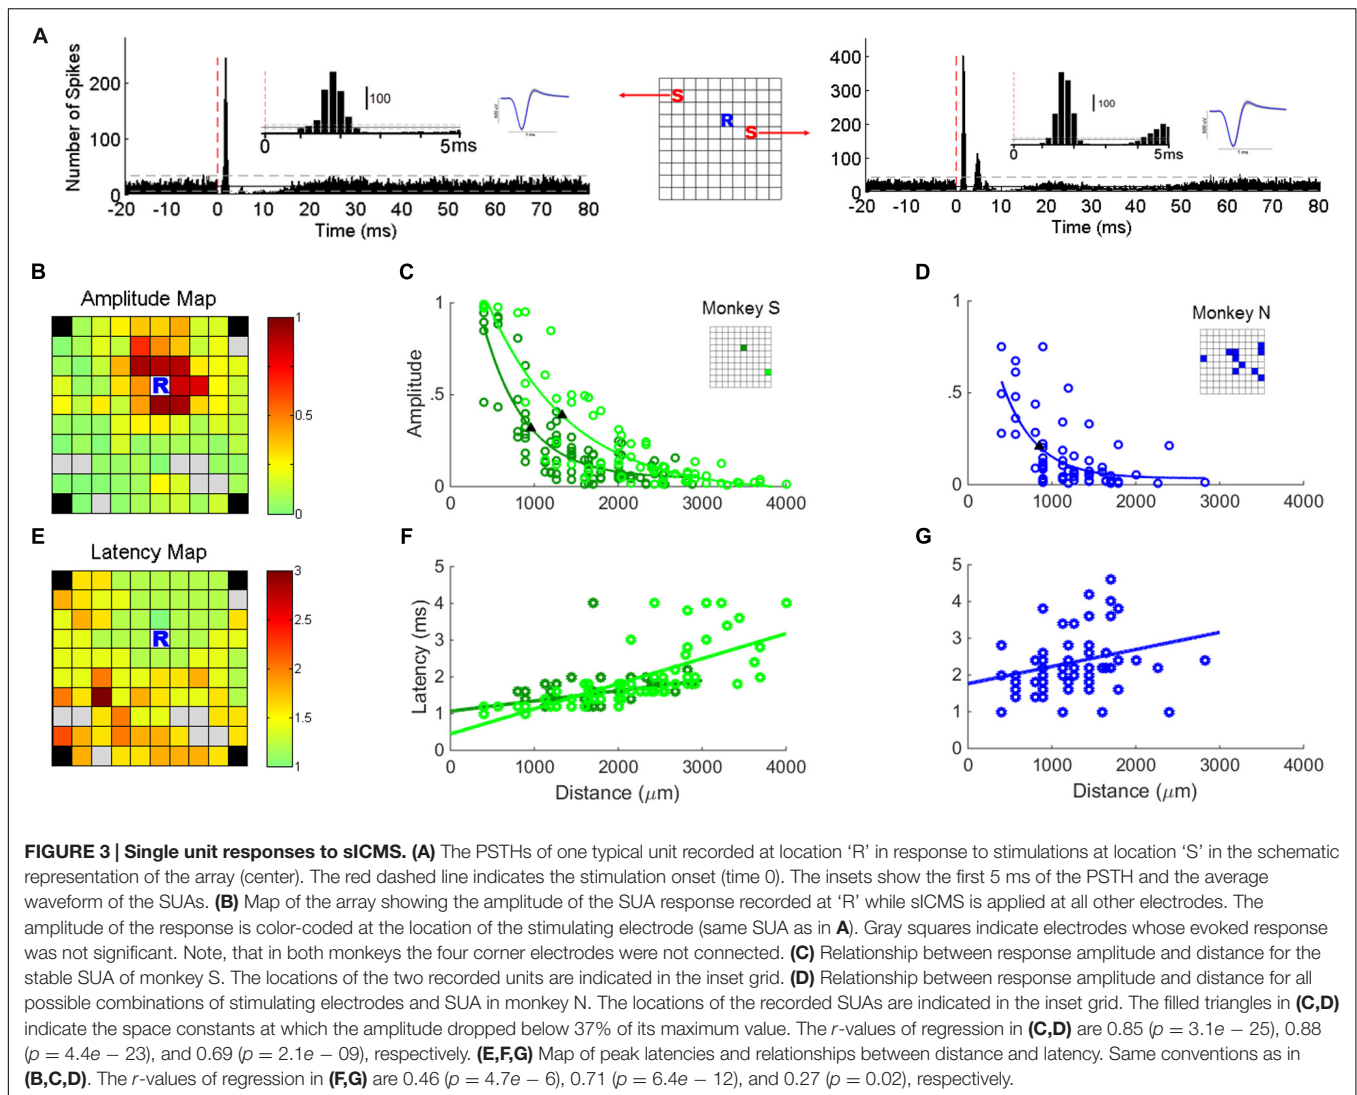 A
Number of Spikes
200
100
0
-20 -10 0 10 20 30 40 50 60 70 80
Time (ms)
100
0 5ms
1 ms
S
R
S
400
300
200
100
0
-20 -10 0 10 20 30 40 50 60 70 80
Time (ms)
100
0 5ms
1 ms
B
Amplitude Map
R
1
0.5
0
C
Monkey S
Amplitude
1
.5
0
0 1000 2000 3000 4000
D
Monkey N
1
.5
0
0 1000 2000 3000 4000
E
Latency Map
R
3
2.5
2
1.5
1
F
Latency (ms)
5
4
3
2
1
0
0 1000 2000 3000 4000
Distance (μm)
G
5
4
3
2
1
0
0 1000 2000 3000 4000
Distance (μm)
FIGURE 3 | Single unit responses to sICMS. (A) The PSTHs of one typical unit recorded at location ‘R’ in response to stimulations at location ‘S’ in the schematic
representation of the array (center). The red dashed line indicates the stimulation onset (time 0). The insets show the first 5 ms of the PSTH and the average
waveform of the SUAs. (B) Map of the array showing the amplitude of the SUA response recorded at ‘R’ while sICMS is applied at all other electrodes. The
amplitude of the response is color-coded at the location of the stimulating electrode (same SUA as in A). Gray squares indicate electrodes whose evoked response
was not significant. Note, that in both monkeys the four corner electrodes were not connected. (C) Relationship between response amplitude and distance for the
stable SUA of monkey S. The locations of the two recorded units are indicated in the inset grid. (D) Relationship between response amplitude and distance for all
possible combinations of stimulating electrodes and SUA in monkey N. The locations of the recorded SUAs are indicated in the inset grid. The filled triangles in (C,D)
indicate the space constants at which the amplitude dropped below 37% of its maximum value. The r-values of regression in (C,D) are 0.85 (p = 3.1e − 25), 0.88
(p = 4.4e − 23), and 0.69 (p = 2.1e − 09), respectively. (E,F,G) Map of peak latencies and relationships between distance and latency. Same conventions as in
(B,C,D). The r-values of regression in (F,G) are 0.46 (p = 4.7e − 6), 0.71 (p = 6.4e − 12), and 0.27 (p = 0.02), respectively.